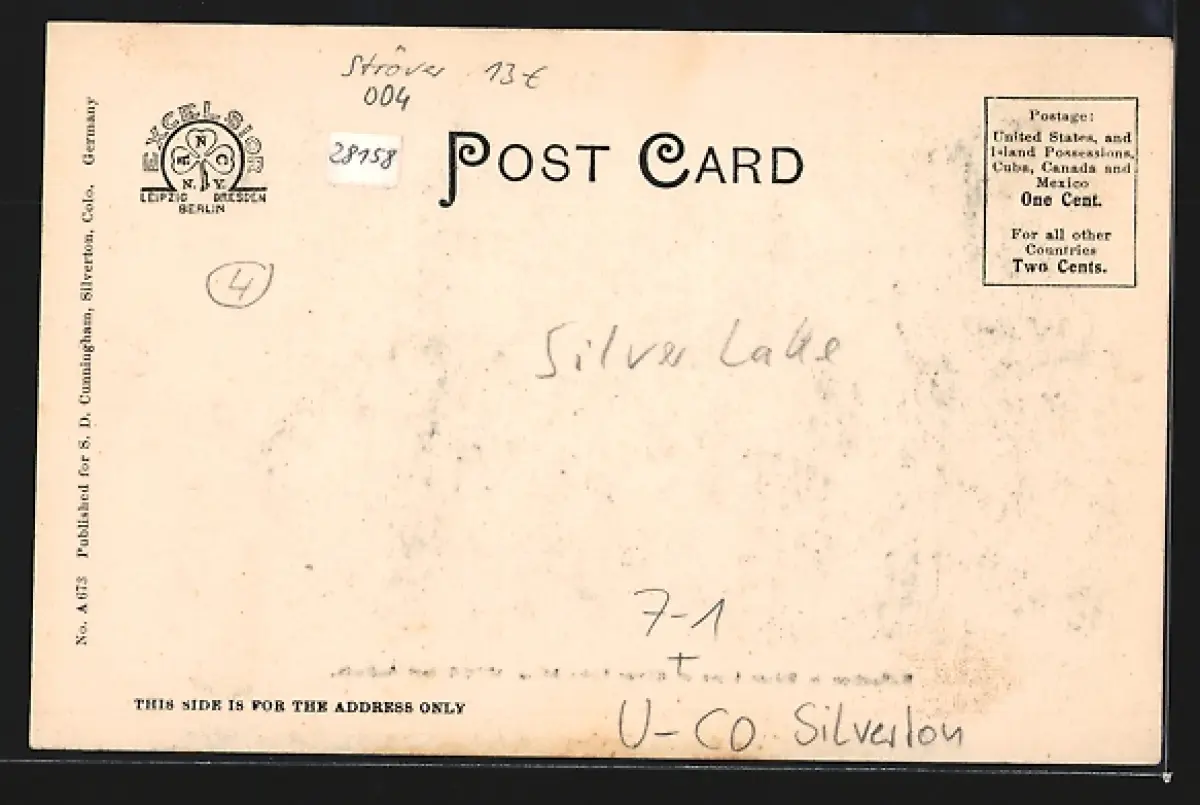 Ströver 13€
004
28158
EXCELSIOR
N
T. C
N. Y.
LEIPZIG DRESDEN
BERLIN
POST CARD
Postage:
United States, and
Island Possessions,
Cuba, Canada and
Mexico
One Cent.
For all other
Countries
Two Cents.
4
Silver Lake
No. A 673 Published for S. D. Cunningham, Silverton, Colo. Germany
7-1
THIS SIDE IS FOR THE ADDRESS ONLY
U-CO Silverton